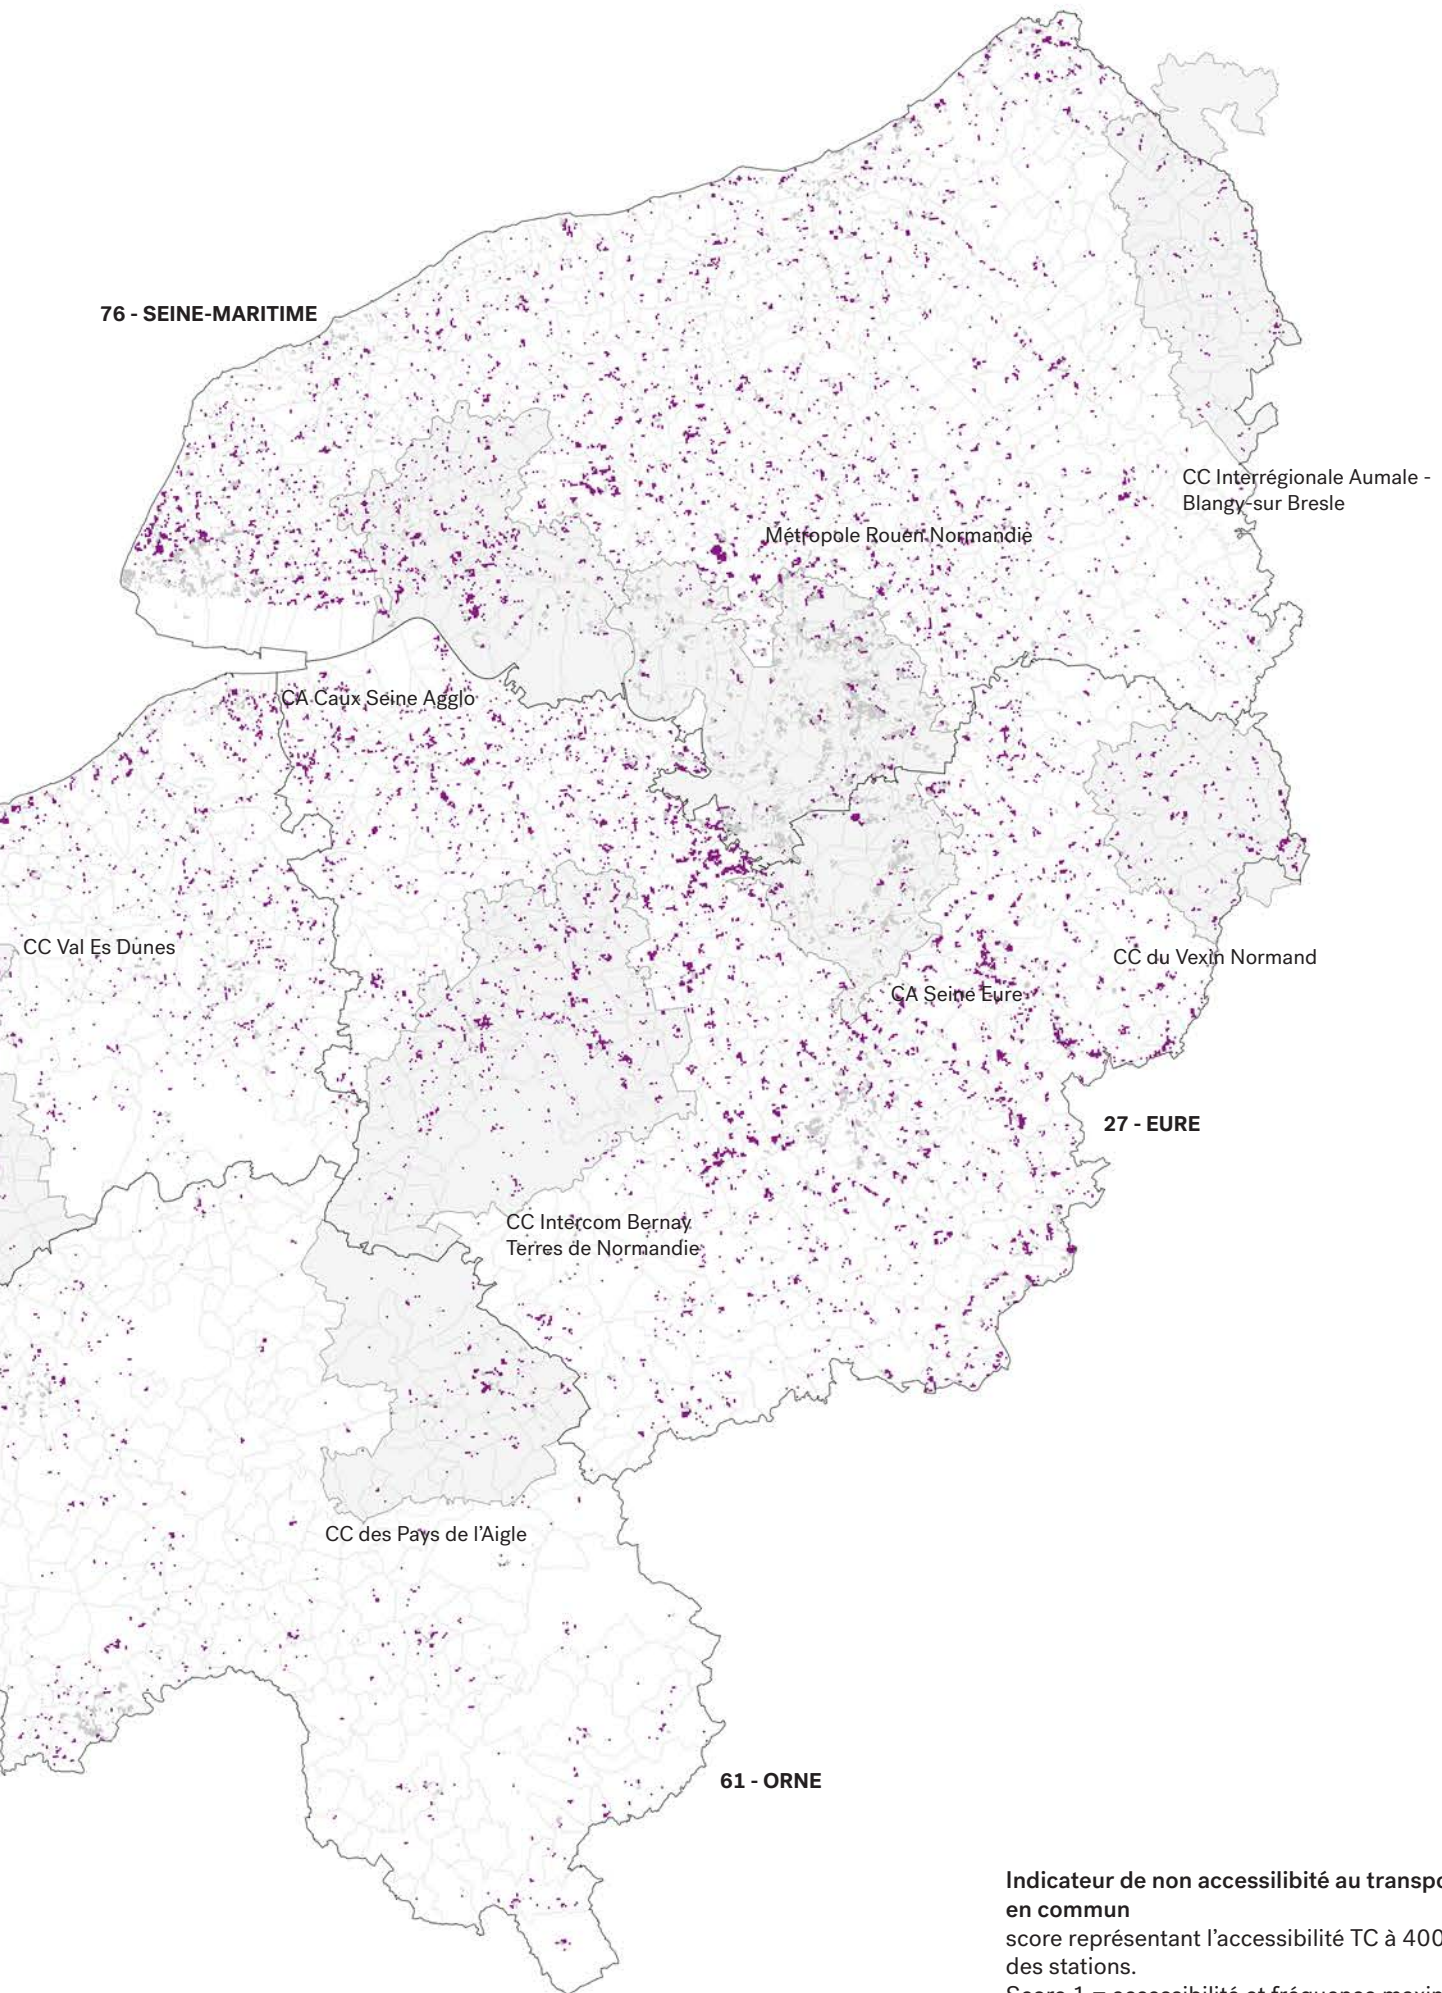 76 - SEINE-MARITIME
CC Interrégionale Aumale -
Blangy-sur Bresle
Métropole Rouen Normandie
CA Caux Seine Agglo
CC Val Es Dunes
CC du Vexin Normand
CA Seine Eure
27 - EURE
CC Intercom Bernay
Terres de Normandie
CC des Pays de l'Aigle
61 - ORNE
Indicateur de non accessilibité au transpo
en commun
score représentant l'accessibilité TC à 400
des stations.